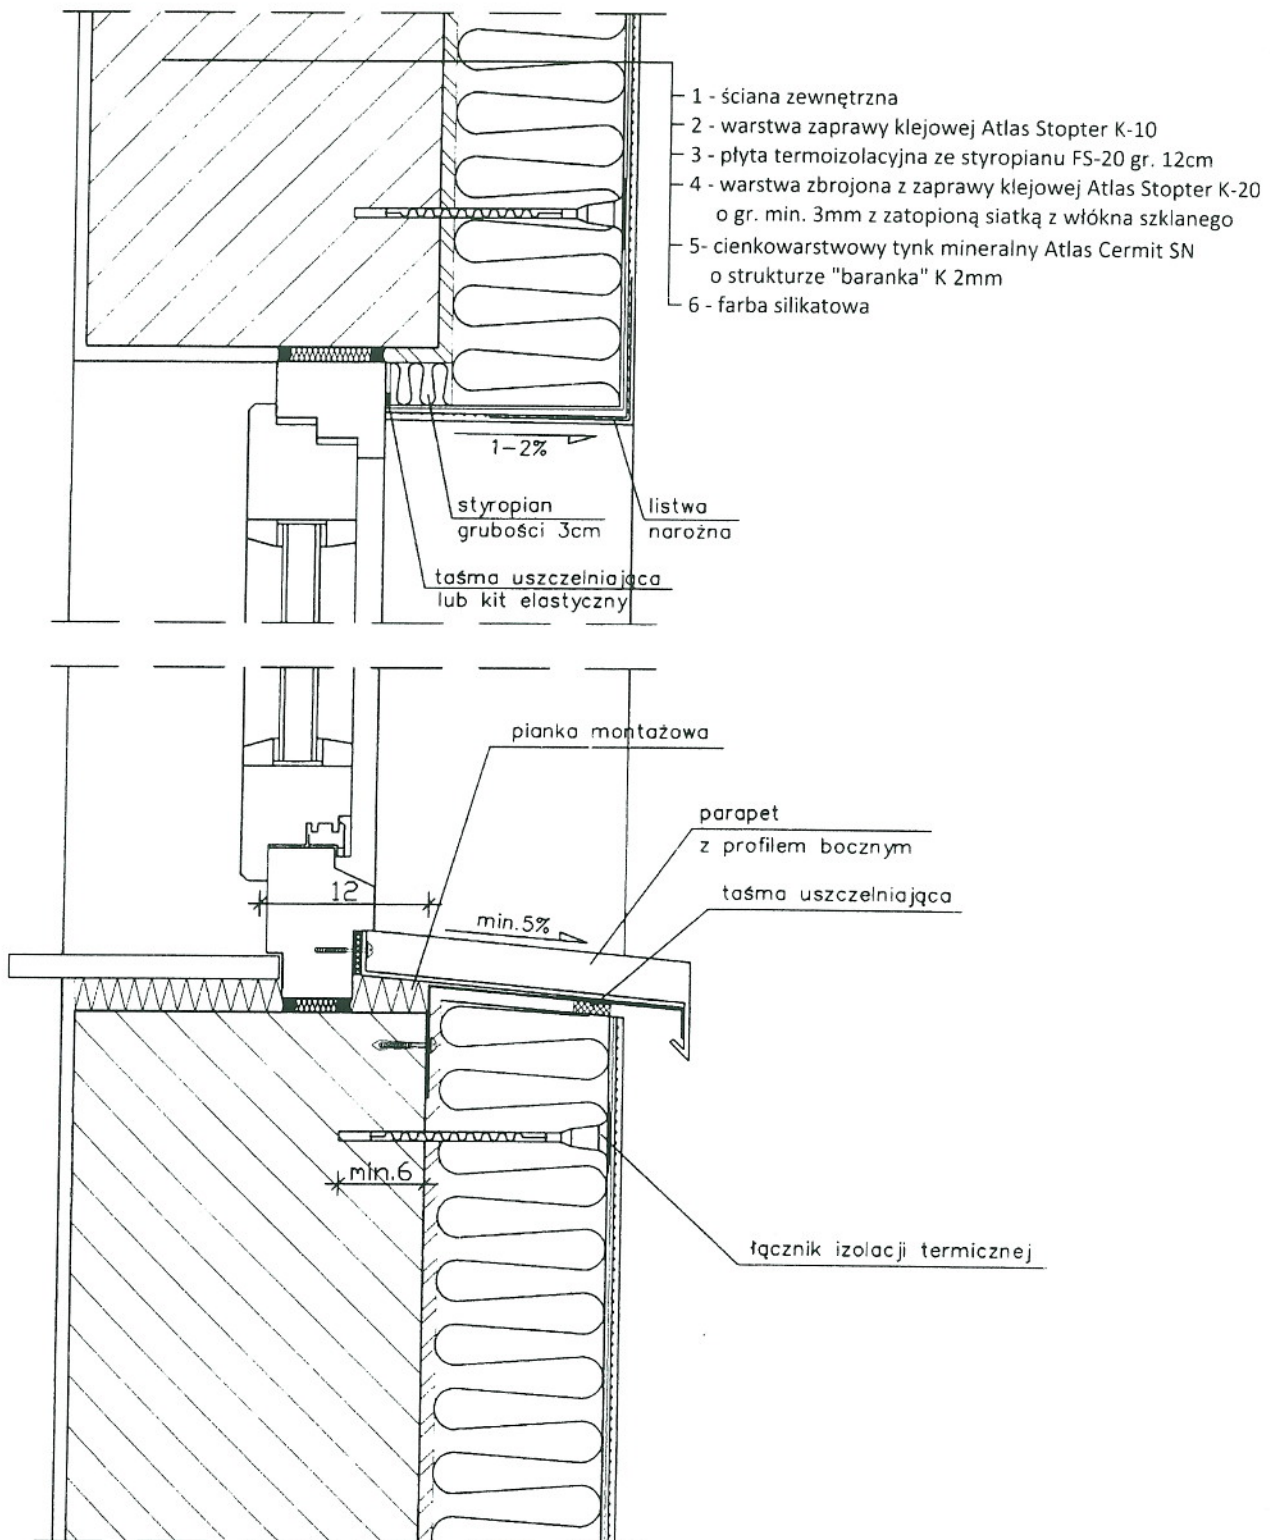 1 - ściana zewnętrzna
2 - warstwa zaprawy klejowej Atlas Stopter K-10
3 - płyta termoizolacyjna ze styropianu FS-20 gr. 12cm
4 - warstwa zbrojona z zaprawy klejowej Atlas Stopter K-20
o gr. min. 3mm z zatopioną siatką z włókna szklanego
5- cienkowarstwowy tynk mineralny Atlas Cermit SN
o strukturze "baranka" K 2mm
6 - farba silikatowa
1-2%
styropian
grubości 3cm
listwa
narożna
taśma uszczelniająca
lub kit elastyczny
pianka montażowa
parapet
z profilem bocznym
12
taśma uszczelniająca
min.5%
min.6
łącznik izolacji termicznej